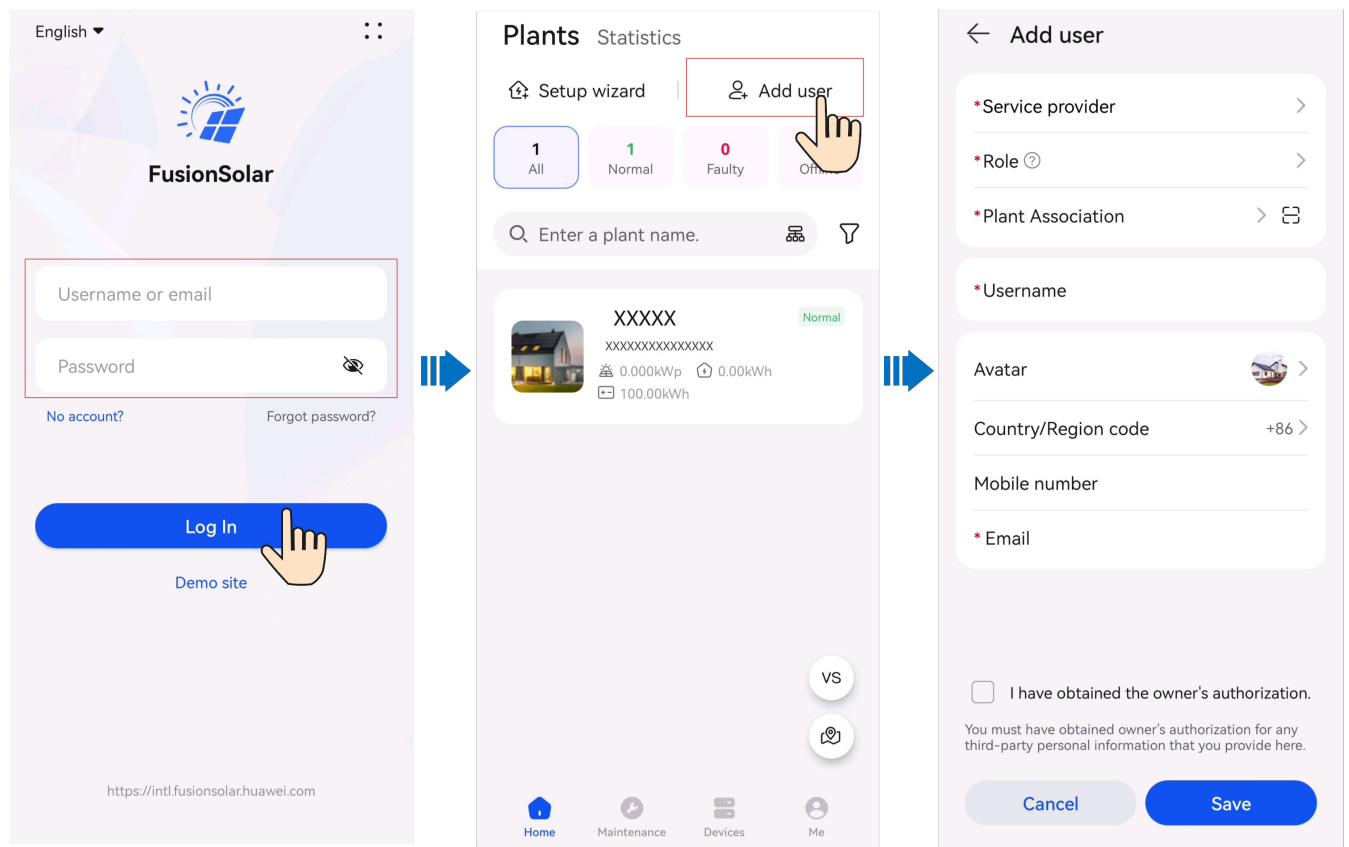 English
FusionSolar
Username or email
Password
No account? Forgot password?
Log In
Demo site
https://intl.fusionsolar.huawei.com
Plants Statistics
Setup wizard Add user
1 1 0
All Normal Faulty
Enter a plant name.
XXXXX Normal
XXXXXXXXXXXXXXX
0.000kWp 0.00kWh
100.00kWh
VS
Home Maintenance Devices Me
Add user
*Service provider
*Role ?
*Plant Association
*Username
Avatar
Country/Region code +86
Mobile number
* Email
I have obtained the owner's authorization.
You must have obtained owner's authorization for any
third-party personal information that you provide here.
Cancel Save